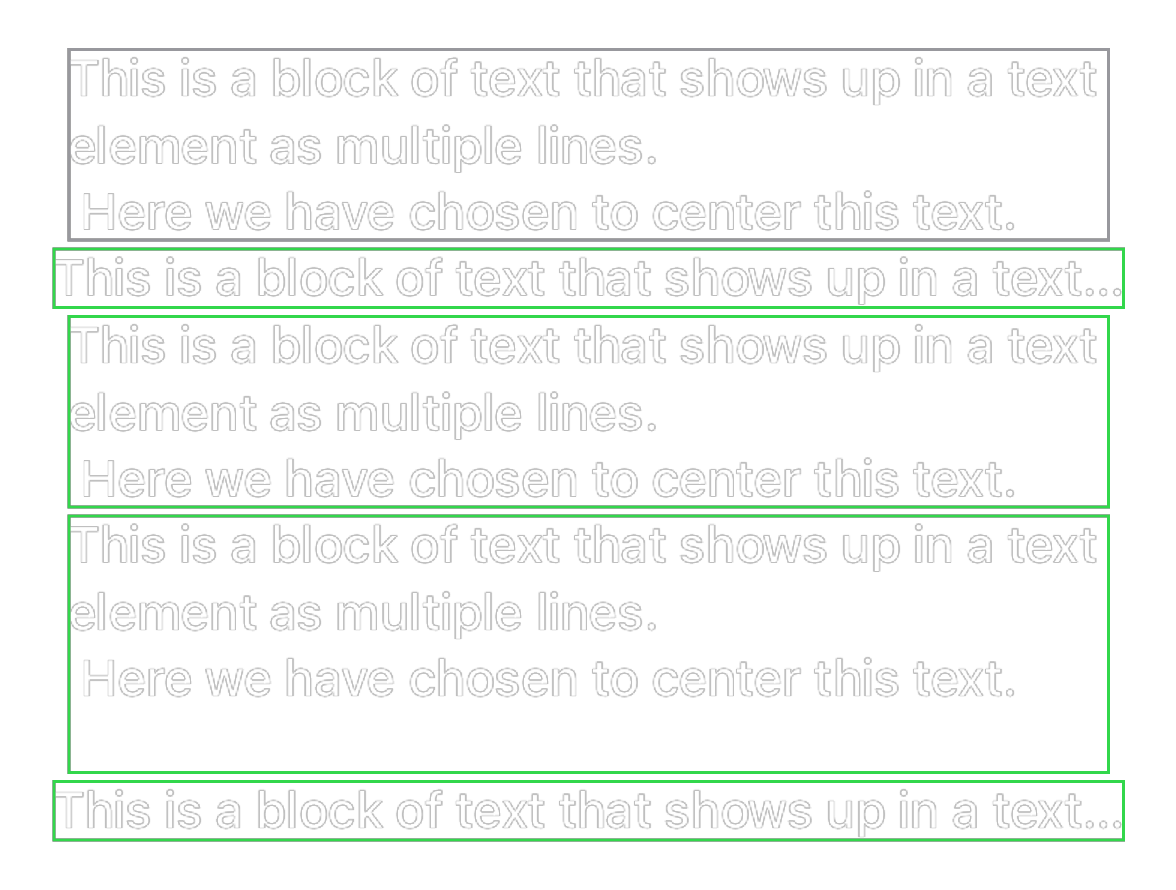 This is a block of text that shows up in a text
element as multiple lines.
Here we have chosen to center this text.
This is a block of text that shows up in a text...
This is a block of text that shows up in a text
element as multiple lines.
Here we have chosen to center this text.
This is a block of text that shows up in a text
element as multiple lines.
Here we have chosen to center this text.
This is a block of text that shows up in a text...